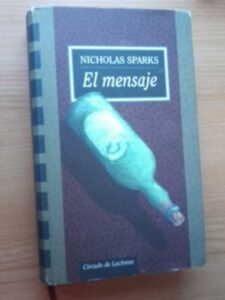 NICHOLAS SPARKS
El mensaje
Círculo de Lectores